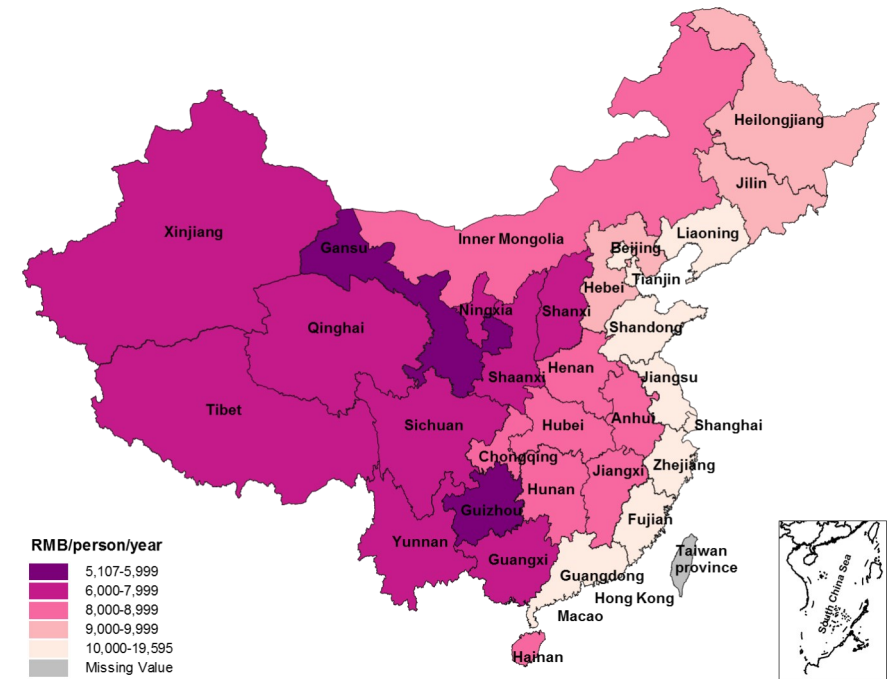 Heilongjiang
Jilin
Liaoning
Xinjiang
Gansu
Inner Mongolia
Beijing
Tianjin
Hebei
Ningxia
Shanxi
Qinghai
Shandong
Henan
Shaanxi
Jiangsu
Tibet
Sichuan
Hubei
Anhui
Shanghai
Chongqing
Jiangxi
Zhejiang
Hunan
Guizhou
Fujian
Yunnan
Guangxi
Taiwan
province
Guangdong
Hong Kong
Macao
Hainan
South China Sea
RMB/person/year
5,107-5,999
6,000-7,999
8,000-8,999
9,000-9,999
10,000-19,595
Missing Value